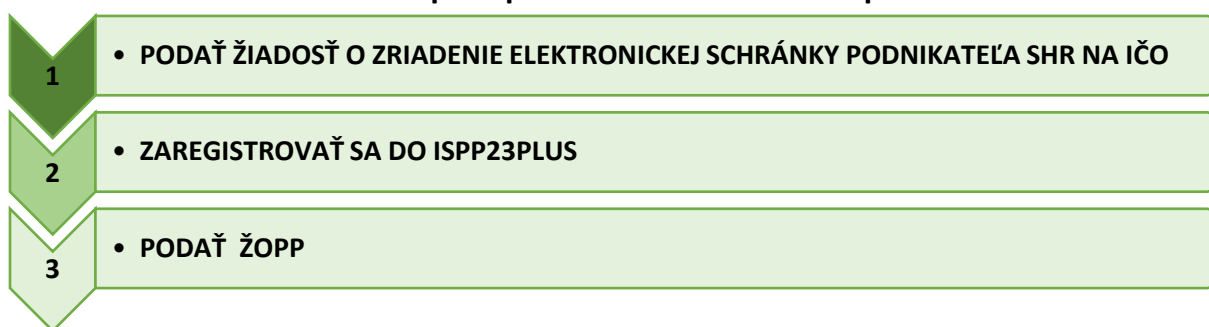 1
• PODAŤ ŽIADOSŤ O ZRIADENIE ELEKTRONICKEJ SCHRÁNKY PODNIKATEĽA SHR NA IČO
2
• ZAREGISTROVAŤ SA DO ISPP23PLUS
3
• PODAŤ ŽOPP